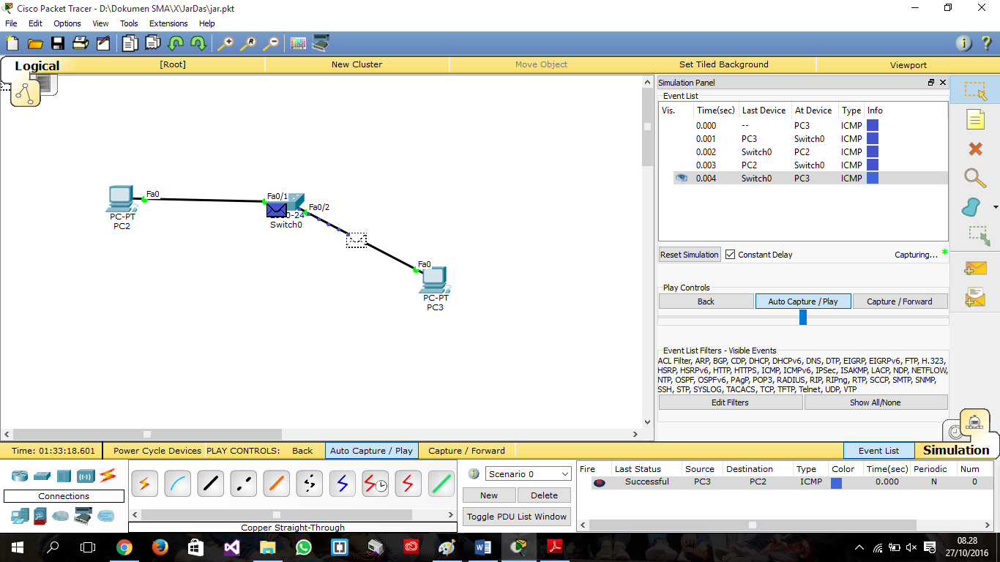 Cisco Packet Tracer - D:\Dokumen SMA\X\JarDas\jar.pkt
File Edit Options View Tools Extensions Help
Logical [Root] New Cluster Move Object Set Tiled Background Viewport
Simulation Panel
Event List
Vis. Time(sec) Last Device At Device Type Info
0.000 -- PC3 ICMP
0.001 PC3 Switch0 ICMP
0.002 Switch0 PC2 ICMP
0.003 PC2 Switch0 ICMP
0.004 Switch0 PC3 ICMP
Fa0
PC-PT
PC2
Fa0/1
Fa0/2
0-24
Switch0
Fa0
PC-PT
PC3
Reset Simulation Constant Delay Capturing... *
Play Controls
Back Auto Capture / Play Capture / Forward
Event List Filters - Visible Events
ACL Filter, ARP, BGP, CDP, DHCP, DHCPv6, DNS, DTP, EIGRP, EIGRPv6, FTP, H.323,
HSRP, HSRPv6, HTTP, HTTPS, ICMP, ICMPv6, IPSec, ISAKMP, LACP, NDP, NETFLOW,
NTP, OSPF, OSPFv6, PAgP, POP3, RADIUS, RIP, RIPng, RTP, SCCP, SMTP, SNMP,
SSH, STP, SYSLOG, TACACS, TCP, TFTP, Telnet, UDP, VTP
Edit Filters Show All/None
Time: 01:33:18.601 Power Cycle Devices PLAY CONTROLS: Back Auto Capture / Play Capture / Forward Event List Simulation
Connections
Copper Straight-Through
Scenario 0
New Delete
Toggle PDU List Window
Fire Last Status Source Destination Type Color Time(sec) Periodic Num
Successful PC3 PC2 ICMP 0.000 N 0
08.28
27/10/2016